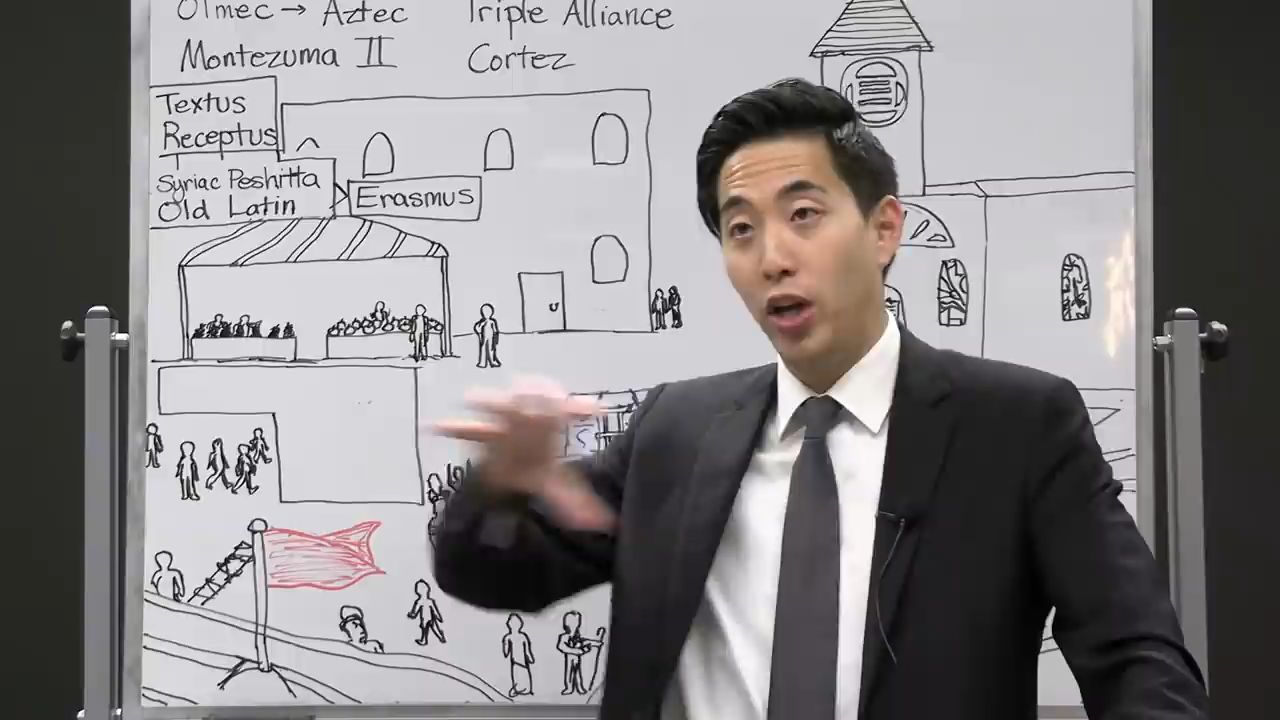 Olmec → Aztec
Triple Alliance
Montezuma II
Cortez
Textus
Receptus
Syriac Peshitta
Old Latin
Erasmus